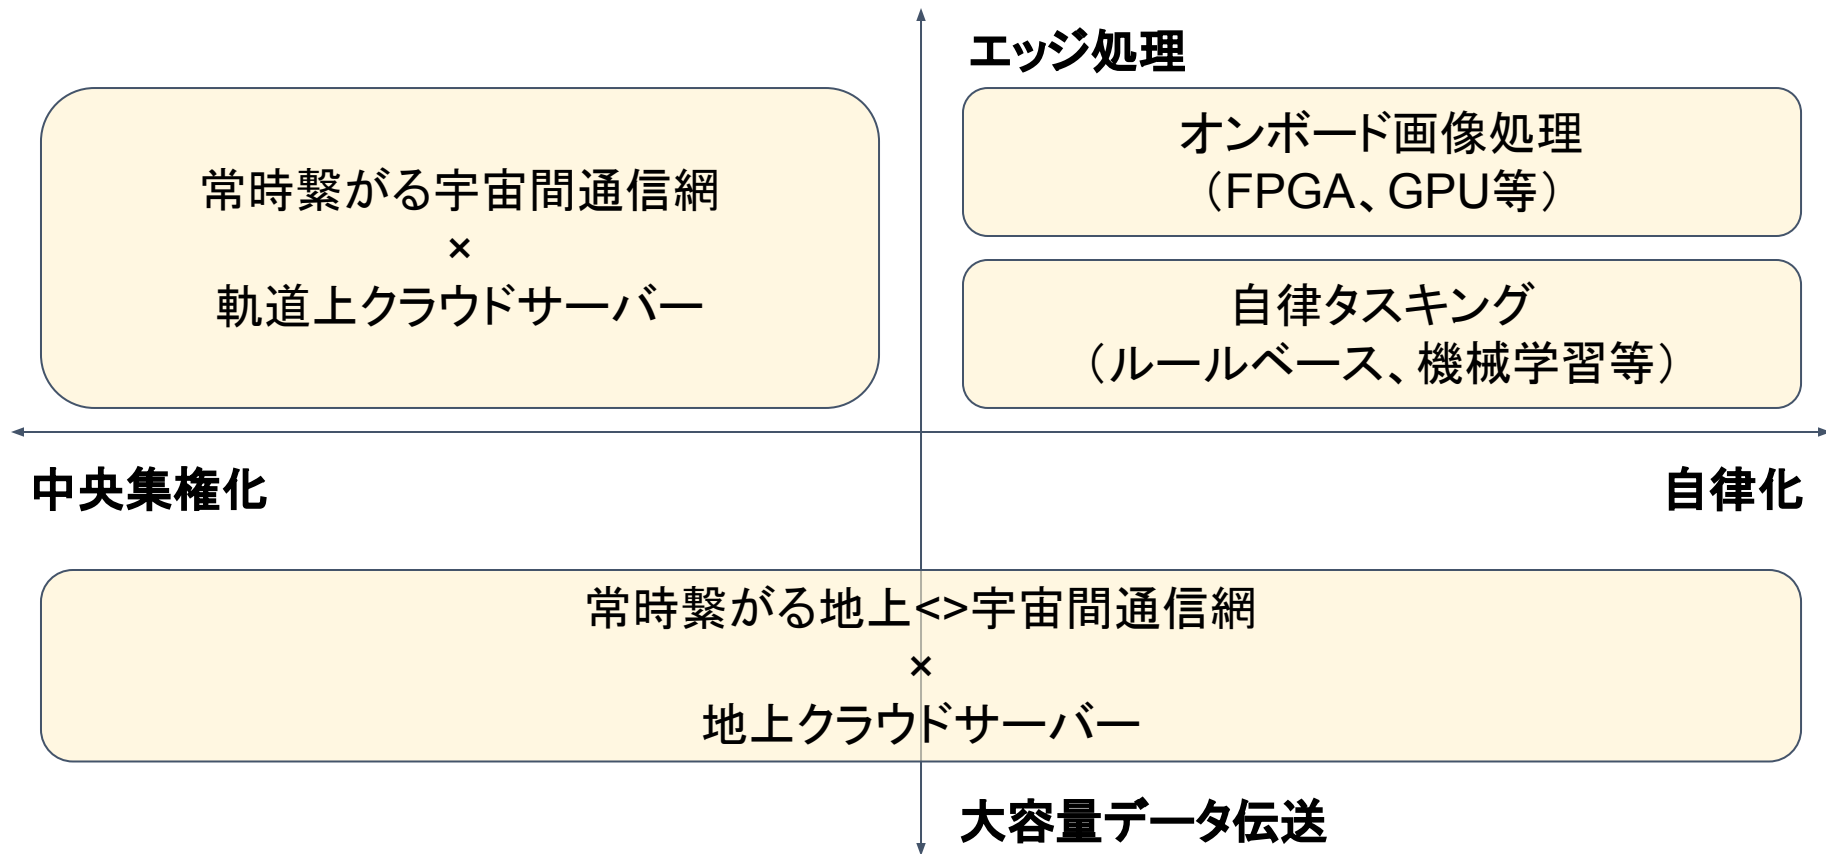 エッジ処理
常時繋がる宇宙間通信網
×
軌道上クラウドサーバー
オンボード画像処理
（FPGA、GPU等）
自律タスキング
（ルールベース、機械学習等）
中央集権化
自律化
常時繋がる地上<>宇宙間通信網
×
地上クラウドサーバー
大容量データ伝送